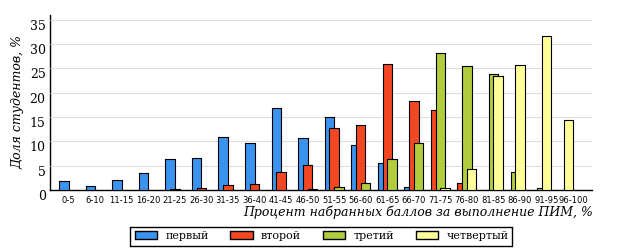 Доля студентов, %
35
30
25
20
15
10
5
0
0-5 6-10 11-15 16-20 21-25 26-30 31-35 36-40 41-45 46-50 51-55 56-60 61-65 66-70 71-75 76-80 81-85 86-90 91-95 96-100
Процент набранных баллов за выполнение ПИМ, %
первый второй третий четвертый